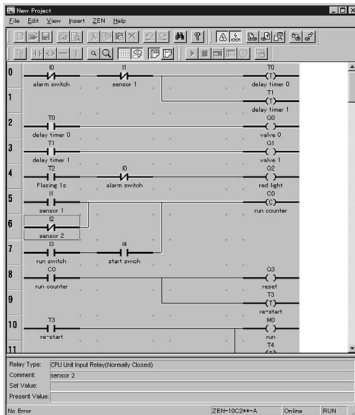 New Project
File Edit View Insert ZEN Help
0 I0 I1 T0
(T)
alarm switch sensor 1 delay timer 0
1 T1
(T)
delay timer 1
2 T0 Q0
delay timer 0 valve 0
3 T1 Q1
delay timer 1 valve 1
4 T2 I0 Q2
Flasing 1s alarm switch red light
5 I1 C0
(C)
sensor 1 run counter
6 I2
sensor 2
7 I3 I4
run switch start swich
8 C0 Q3
run counter reset
9 T3
(T)
re-start
10 T3 M0
re-start run
11 T4
Relay Type: CPU Unit Input Relay(Normally Closed)
Comment: sensor 2
Set Value:
Present Value:
No Error ZEN-10C2**-A Online RUN